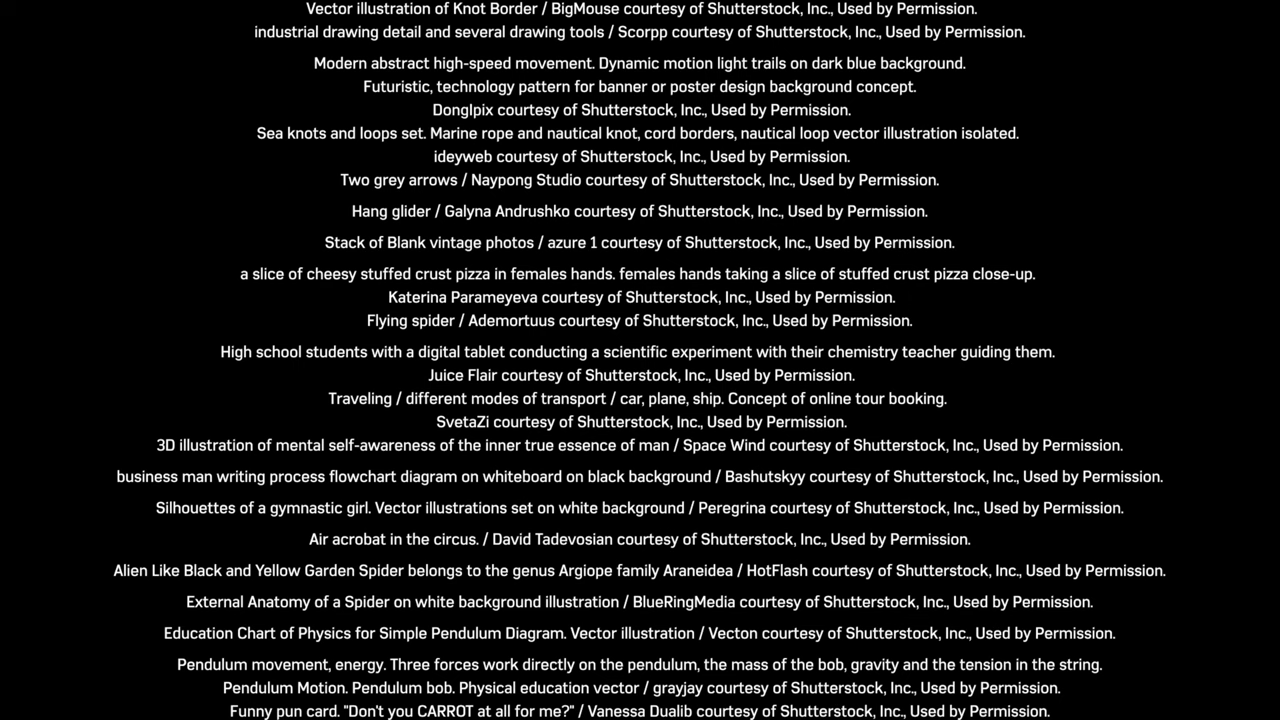 Vector illustration of Knot Border / BigMouse courtesy of Shutterstock, Inc., Used by Permission.
industrial drawing detail and several drawing tools / Scorpp courtesy of Shutterstock, Inc., Used by Permission.
Modern abstract high-speed movement. Dynamic motion light trails on dark blue background.
Futuristic, technology pattern for banner or poster design background concept.
DongIpix courtesy of Shutterstock, Inc., Used by Permission.
Sea knots and loops set. Marine rope and nautical knot, cord borders, nautical loop vector illustration isolated.
ideyweb courtesy of Shutterstock, Inc., Used by Permission.
Two grey arrows / Naypong Studio courtesy of Shutterstock, Inc., Used by Permission.
Hang glider / Galyna Andrushko courtesy of Shutterstock, Inc., Used by Permission.
Stack of Blank vintage photos / azure 1 courtesy of Shutterstock, Inc., Used by Permission.
a slice of cheesy stuffed crust pizza in females hands. females hands taking a slice of stuffed crust pizza close-up.
Katerina Parameyeva courtesy of Shutterstock, Inc., Used by Permission.
Flying spider / Ademortuus courtesy of Shutterstock, Inc., Used by Permission.
High school students with a digital tablet conducting a scientific experiment with their chemistry teacher guiding them.
Juice Flair courtesy of Shutterstock, Inc., Used by Permission.
Traveling / different modes of transport / car, plane, ship. Concept of online tour booking.
SvetaZi courtesy of Shutterstock, Inc., Used by Permission.
3D illustration of mental self-awareness of the inner true essence of man / Space Wind courtesy of Shutterstock, Inc., Used by Permission.
business man writing process flowchart diagram on whiteboard on black background / Bashutskyy courtesy of Shutterstock, Inc., Used by Permission.
Silhouettes of a gymnastic girl. Vector illustrations set on white background / Peregrina courtesy of Shutterstock, Inc., Used by Permission.
Air acrobat in the circus. / David Tadevosian courtesy of Shutterstock, Inc., Used by Permission.
Alien Like Black and Yellow Garden Spider belongs to the genus Argiope family Araneidea / HotFlash courtesy of Shutterstock, Inc., Used by Permission.
External Anatomy of a Spider on white background illustration / BlueRingMedia courtesy of Shutterstock, Inc., Used by Permission.
Education Chart of Physics for Simple Pendulum Diagram. Vector illustration / Vecton courtesy of Shutterstock, Inc., Used by Permission.
Pendulum movement, energy. Three forces work directly on the pendulum, the mass of the bob, gravity and the tension in the string.
Pendulum Motion. Pendulum bob. Physical education vector / grayjay courtesy of Shutterstock, Inc., Used by Permission.
Funny pun card. "Don't you CARROT at all for me?" / Vanessa Dualib courtesy of Shutterstock, Inc., Used by Permission.